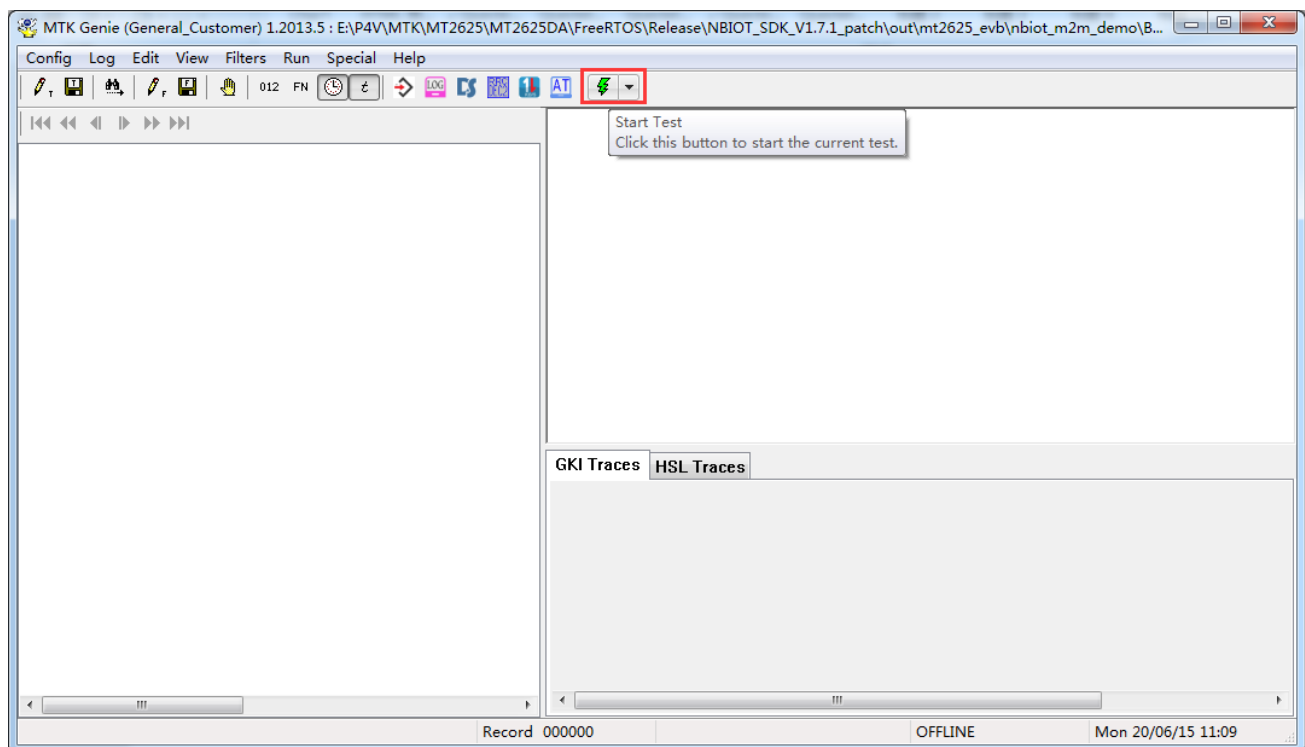 MTK Genie (General_Customer) 1.2013.5 : E:\P4V\MTK\MT2625\MT2625DA\FreeRTOS\Release\NBIOT_SDK_V1.7.1_patch\out\mt2625_evb\nbiot_m2m_demo\B...
Config Log Edit View Filters Run Special Help
T F 012 FN t LOG AT
Start Test
Click this button to start the current test.
GKI Traces HSL Traces
Record 000000 OFFLINE Mon 20/06/15 11:09